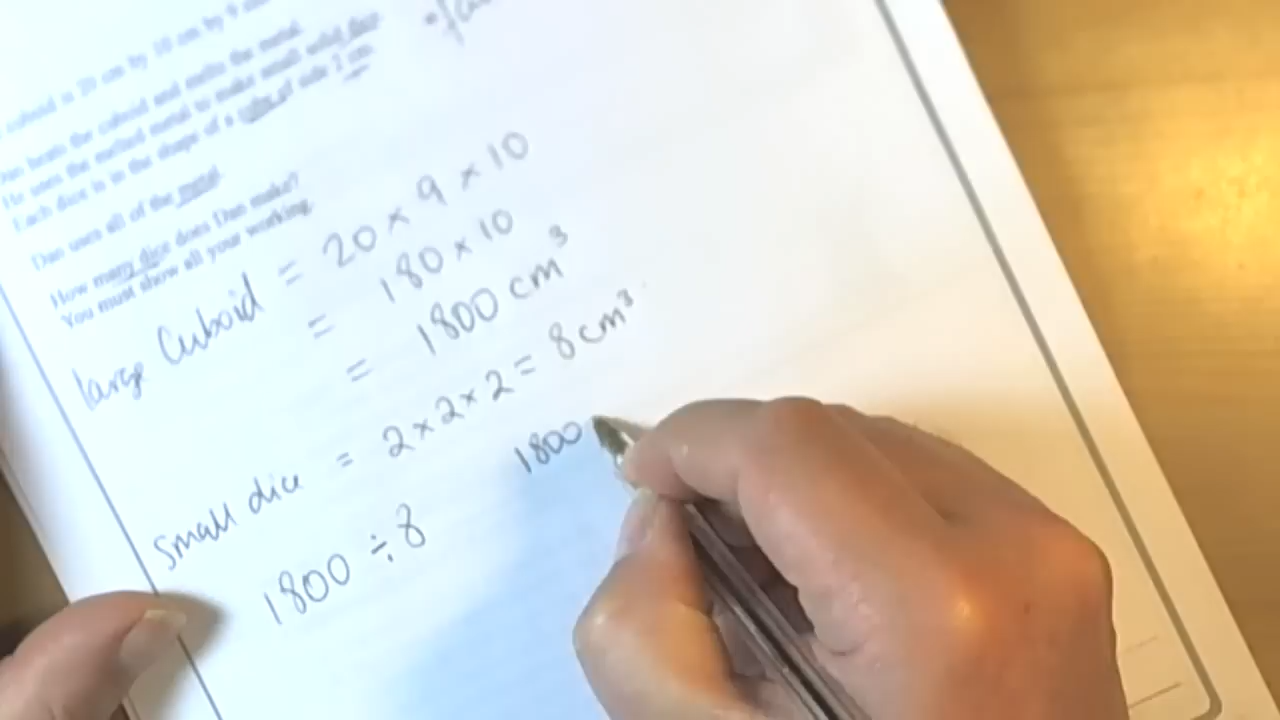 cuboid is 20 cm by 10 cm by 9 cm
heats the cuboid and melts the metal.
He uses the melted metal to make small solid dice
Each dice is in the shape of a cube of side 2 cm
Dan uses all of the metal
How many dice does Dan make?
You must show all your working.
large cuboid = 20 × 9 × 10
= 180 × 10
= 1800 cm³
small dice = 2 × 2 × 2 = 8 cm³
1800 ÷ 8
1800